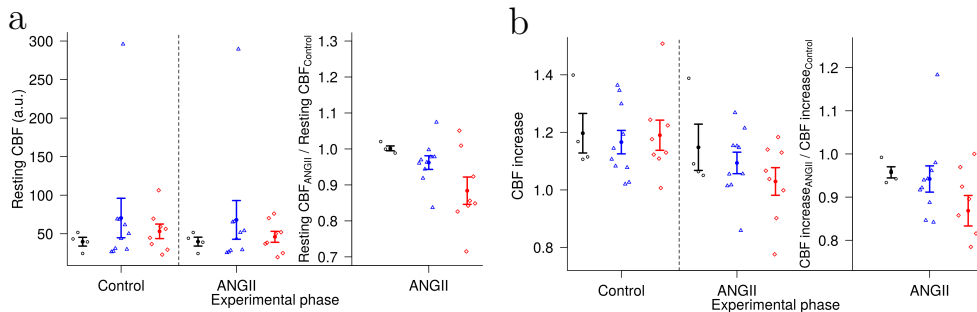 a
300
250
200
150
100
50
Resting CBF (a.u.)
Control
ANGII
Experimental phase
1.3
1.2
1.1
1.0
0.9
0.8
0.7
Resting CBF_ANGII / Resting CBF_Control
ANGII
b
1.4
1.2
1.0
0.8
CBF increase
Control
ANGII
Experimental phase
1.2
1.1
1.0
0.9
0.8
CBF increase_ANGII / CBF increase_Control
ANGII